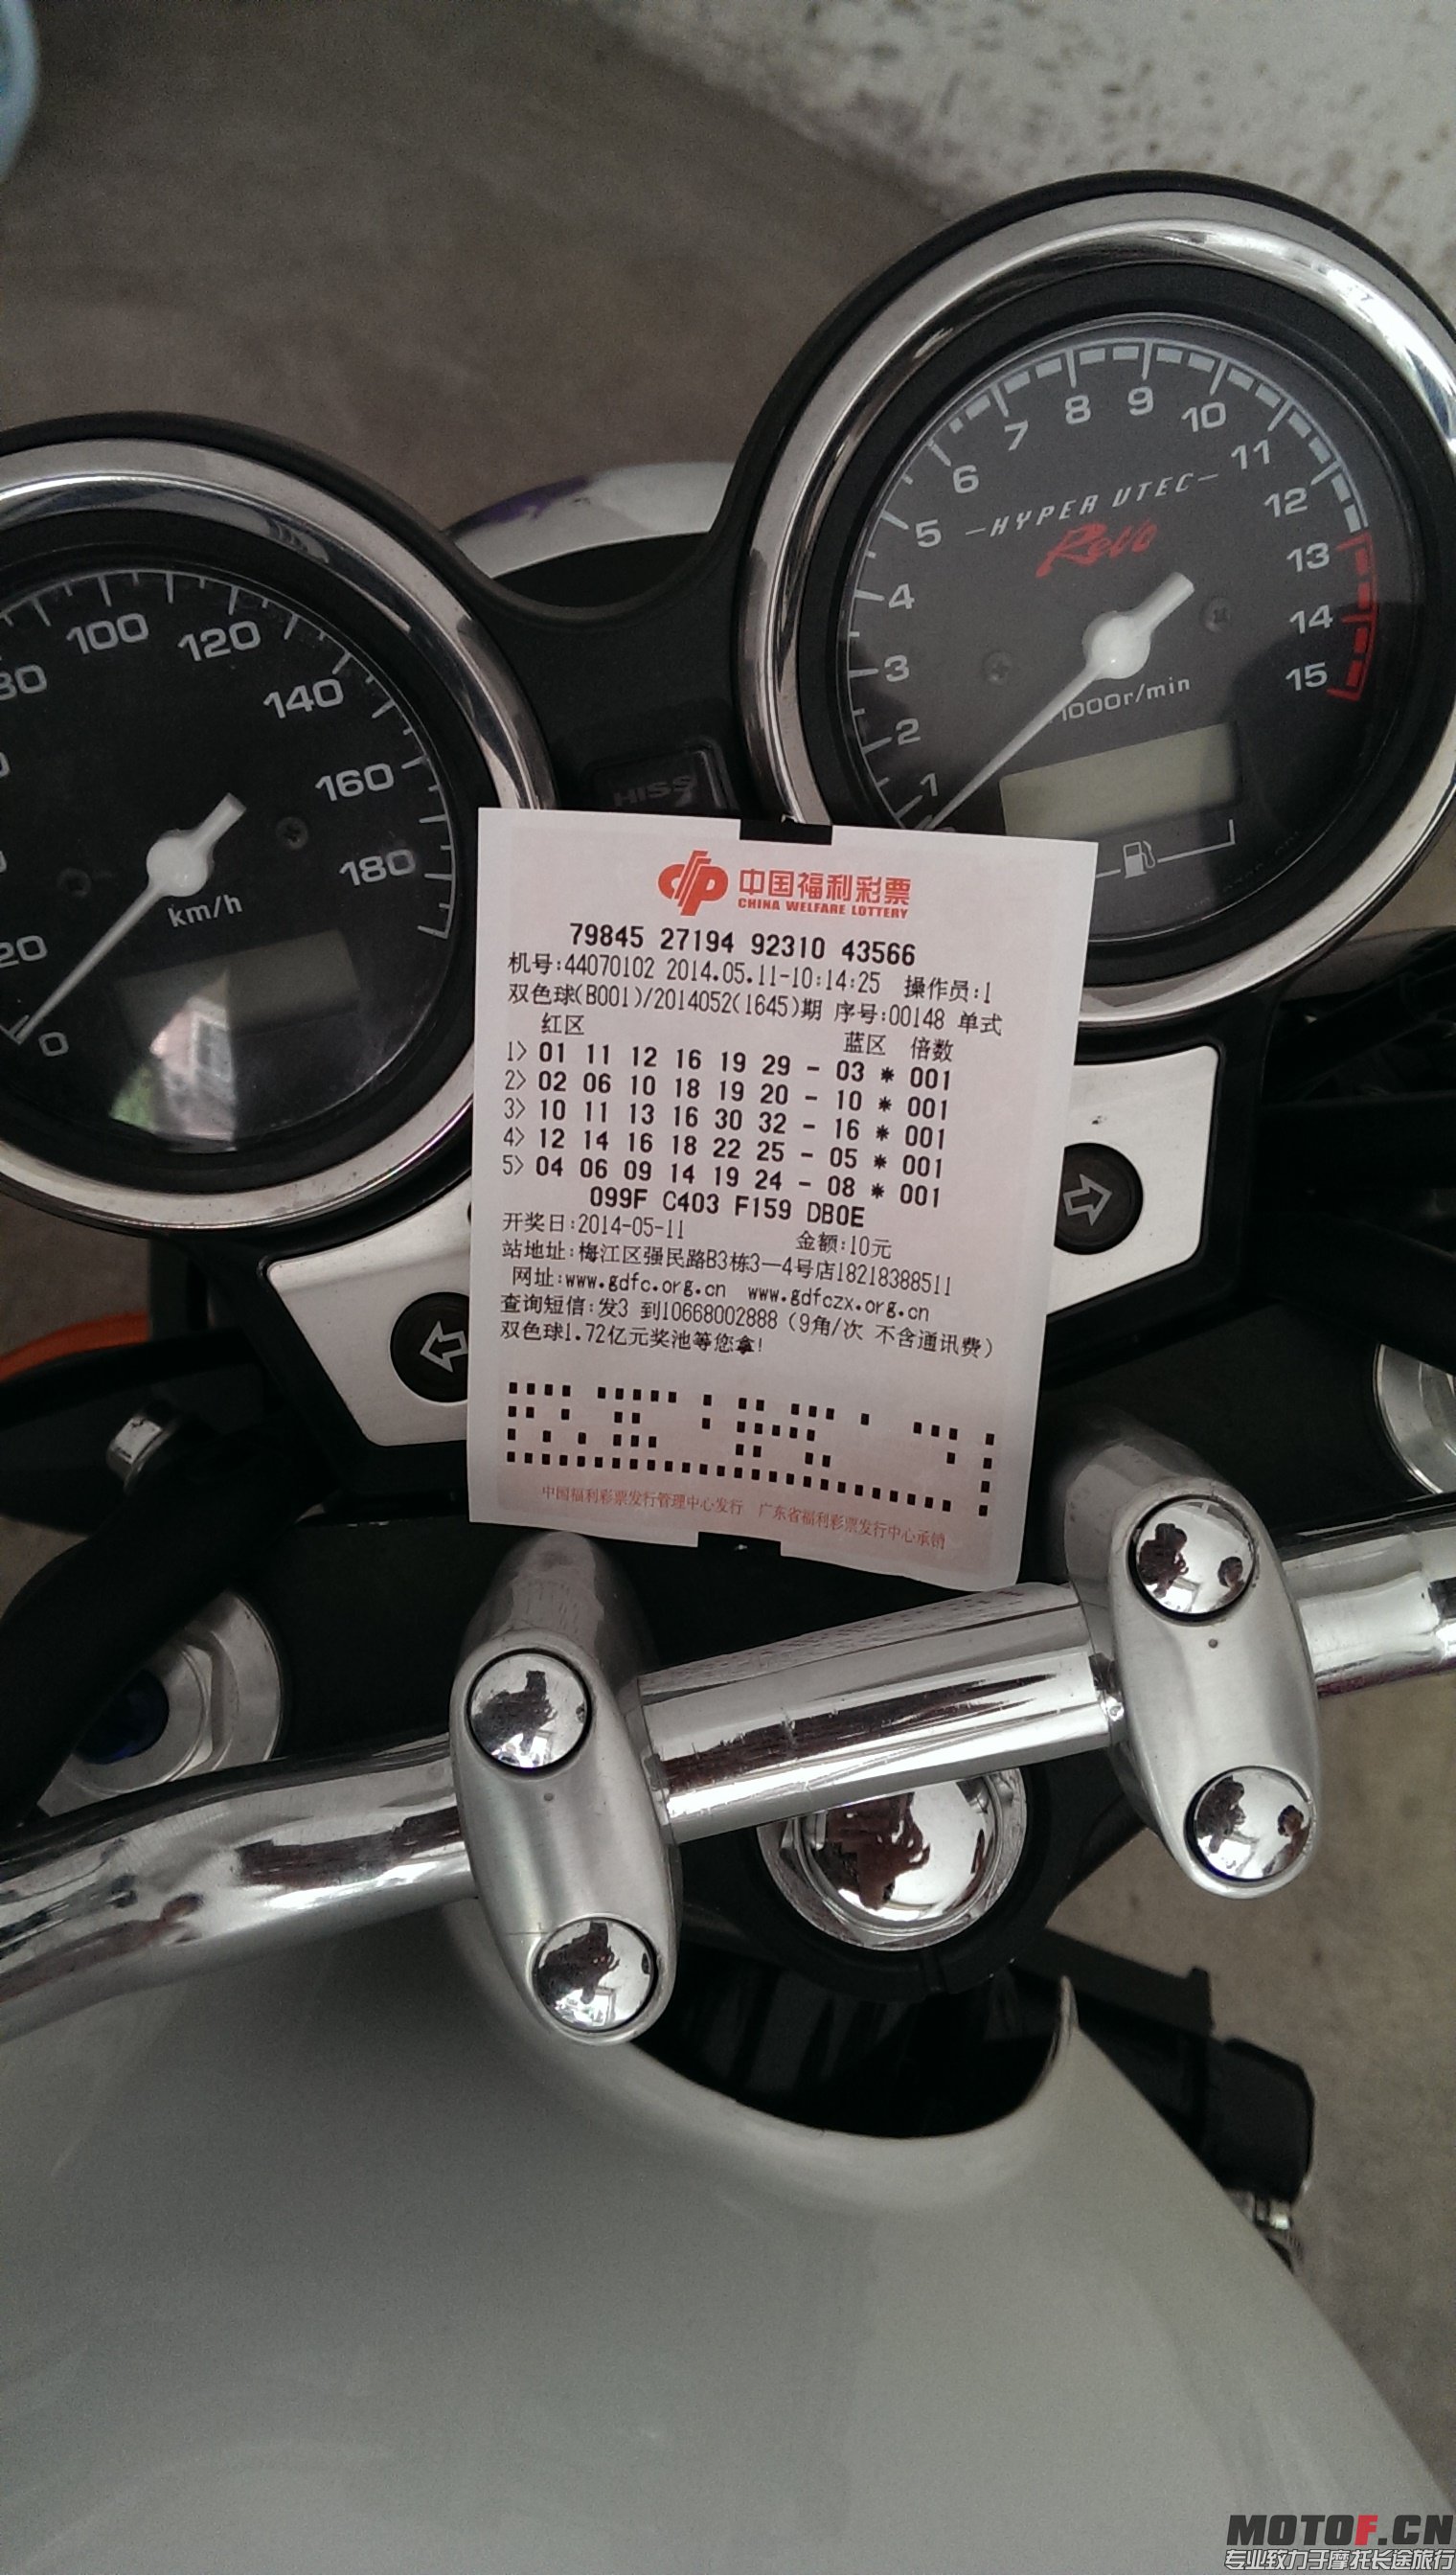 80
100
120
140
160
180
20
0
km/h
1
2
3
4
5
6
7
8
9
10
11
12
13
14
15
HYPER VTEC
Revo
1000r/min
HISS
中国福利彩票
CHINA WELFARE LOTTERY
79845 27194 92310 43566
机号:44070102 2014.05.11-10:14:25 操作员:1
双色球(B001)/2014052(1645)期 序号:00148 单式
红区 蓝区 倍数
1> 01 11 12 16 19 29 - 03 * 001
2> 02 06 10 18 19 20 - 10 * 001
3> 10 11 13 16 30 32 - 16 * 001
4> 12 14 16 18 22 25 - 05 * 001
5> 04 06 09 14 19 24 - 08 * 001
099F C403 F159 DB0E
开奖日:2014-05-11 金额:10元
站地址:梅江区强民路B3栋3—4号店18218388511
网址:www.gdfc.org.cn www.gdfczx.org.cn
查询短信:发3 到10668002888（9角/次 不含通讯费）
双色球1.72亿元奖池等您拿!
中国福利彩票发行管理中心发行 广东省福利彩票发行中心承销
MOTOF.CN
专业致力于摩托长途旅行